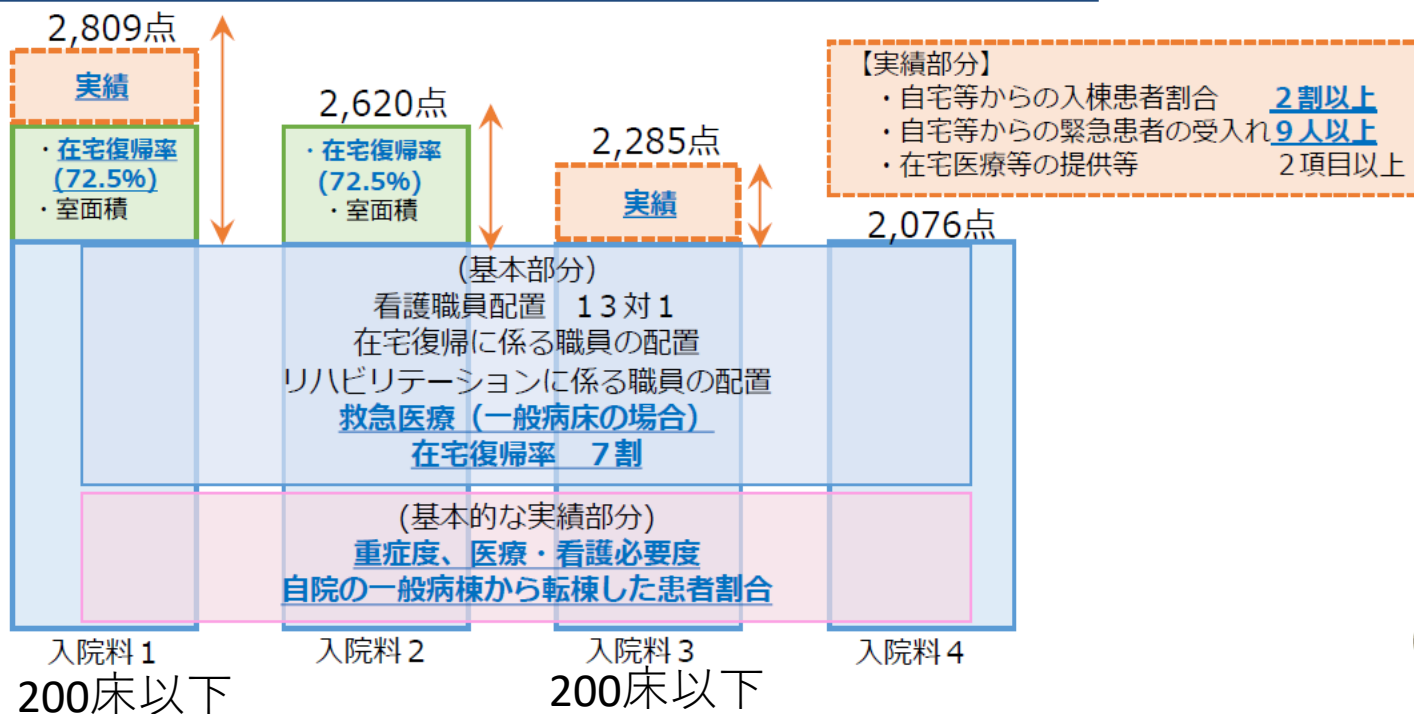 2,809点
実績
・在宅復帰率
(72.5%)
・室面積
2,620点
・在宅復帰率
(72.5%)
・室面積
2,285点
実績
2,076点
【実績部分】
・自宅等からの入棟患者割合 2割以上
・自宅等からの緊急患者の受入れ 9人以上
・在宅医療等の提供等 2項目以上
(基本部分)
看護職員配置 13対1
在宅復帰に係る職員の配置
リハビリテーションに係る職員の配置
救急医療(一般病床の場合)
在宅復帰率 7割
(基本的な実績部分)
重症度、医療・看護必要度
自院の一般病棟から転棟した患者割合
入院料1
入院料2
入院料3
入院料4
200床以下
200床以下